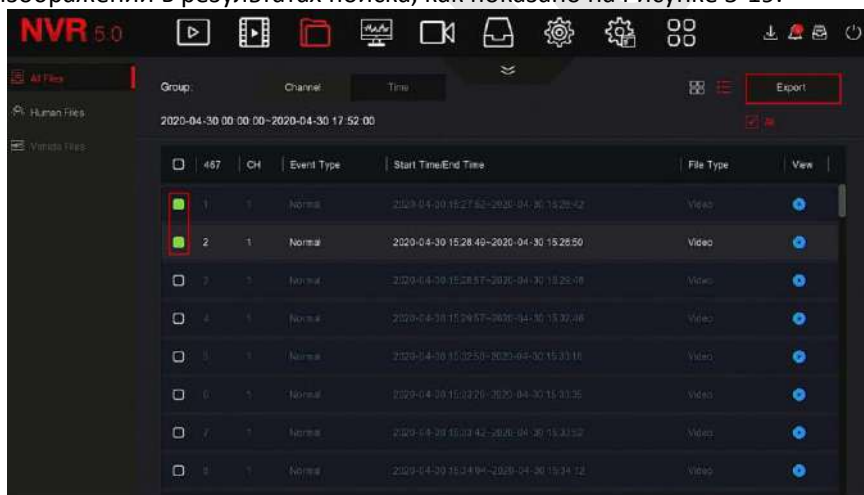 изображений в результатах поиска, как показано на Рисунке 5-15.
NVR 5.0
All Files
Human Files
Vehicle Files
Group: Channel Time
Export
2020-04-30 00:00:00~2020-04-30 17:52:00
All
467 CH Event Type Start Time/End Time File Type View
1 1 Normal Video
2 1 Normal 2020-04-30 15:28:49~2020-04-30 15:28:50 Video
3 1 Normal Video
4 1 Normal Video
5 1 Normal Video
6 1 Normal Video
7 1 Normal Video
8 1 Normal Video